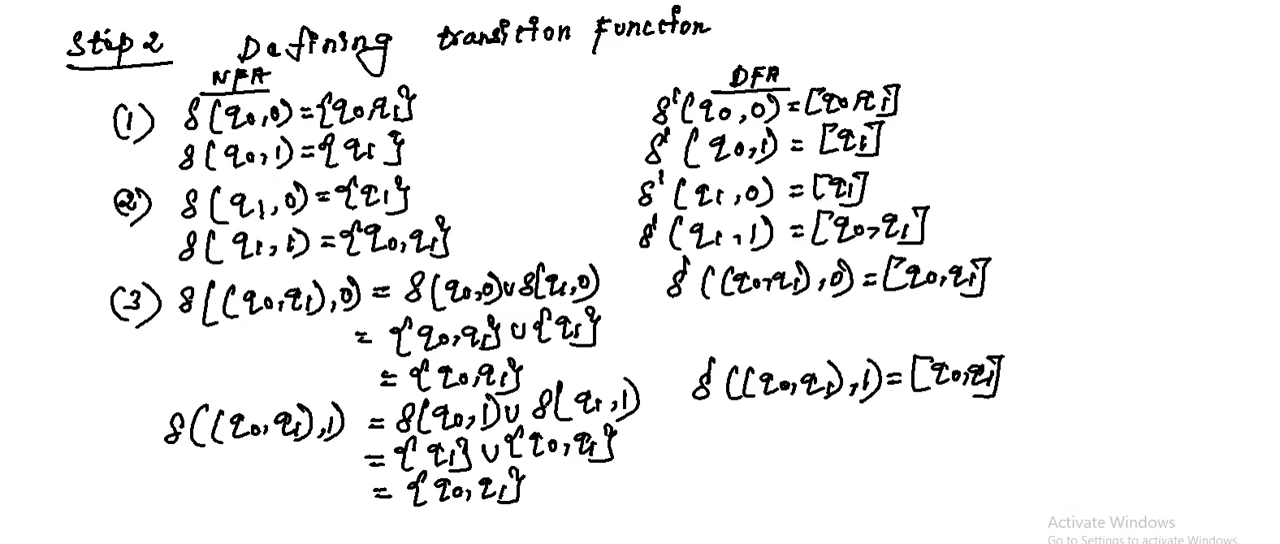 Step 2 Defining transition Function
NFA DFA
(1) δ(q0,0)={q0,q1} δ'(q0,0)=[q0,q1]
δ(q0,1)={q1} δ'(q0,1)=[q1]
(2) δ(q1,0)={q1} δ'(q1,0)=[q1]
δ(q1,1)={q0,q1} δ'(q1,1)=[q0,q1]
(3) δ((q0,q1),0)=δ(q0,0)∪δ(q1,0) δ'((q0,q1),0)=[q0,q1]
={q0,q1}∪{q1}
={q0,q1} δ'((q0,q1),1)=[q0,q1]
δ((q0,q1),1)=δ(q0,1)∪δ(q1,1)
={q1}∪{q0,q1}
={q0,q1}
Activate Windows
Go to Settings to activate Windows.